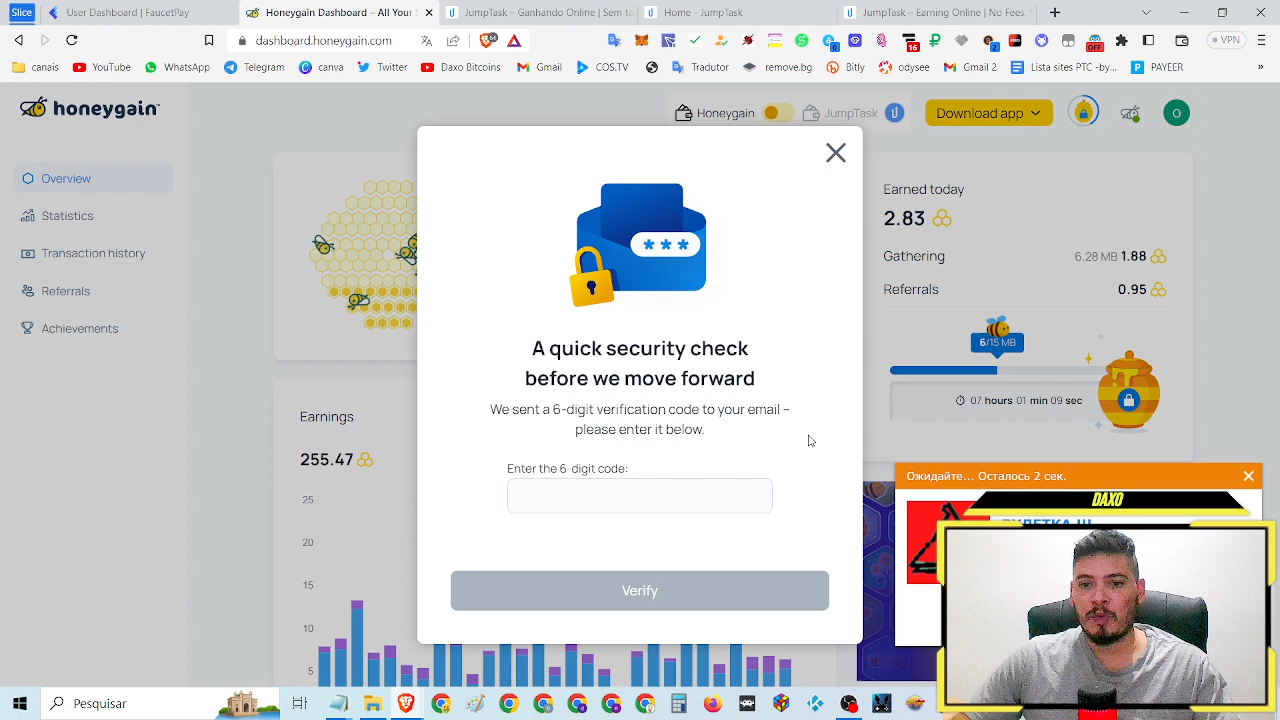 Slice
Dashboard | FaucetPay
Honeygain Dashboard – All Your S
JumpTask – Ganhando Online | Sem ta
Home - JumpTask
JumpTask – Earning Online | No Fees,
dashboard.honeygain.com
64
16
2
OFF
VPN
canais
YouTube
WhatsApp
Telegram
canva
Twitter
Daxo Bitcoins
Gmail
COS.TV
Tradutor
remove.bg
Bitly
odysee
Gmail 2
Lista sites PTC -by...
PAYEER
»
honeygain
Honeygain
JumpTask
Download app
O
Overview
Statistics
Transaction history
Referrals
Achievements
Earnings
255.47
25
20
15
10
5
A quick security check
before we move forward
We sent a 6-digit verification code to your email –
please enter it below.
Enter the 6-digit code:
Verify
Earned today
2.83
Gathering
6.28 MB 1.88
Referrals
0.95
6/15 MB
07 hours 01 min 09 sec
Ожидайте... Осталось 2 сек.
DAXO
Pesquisar